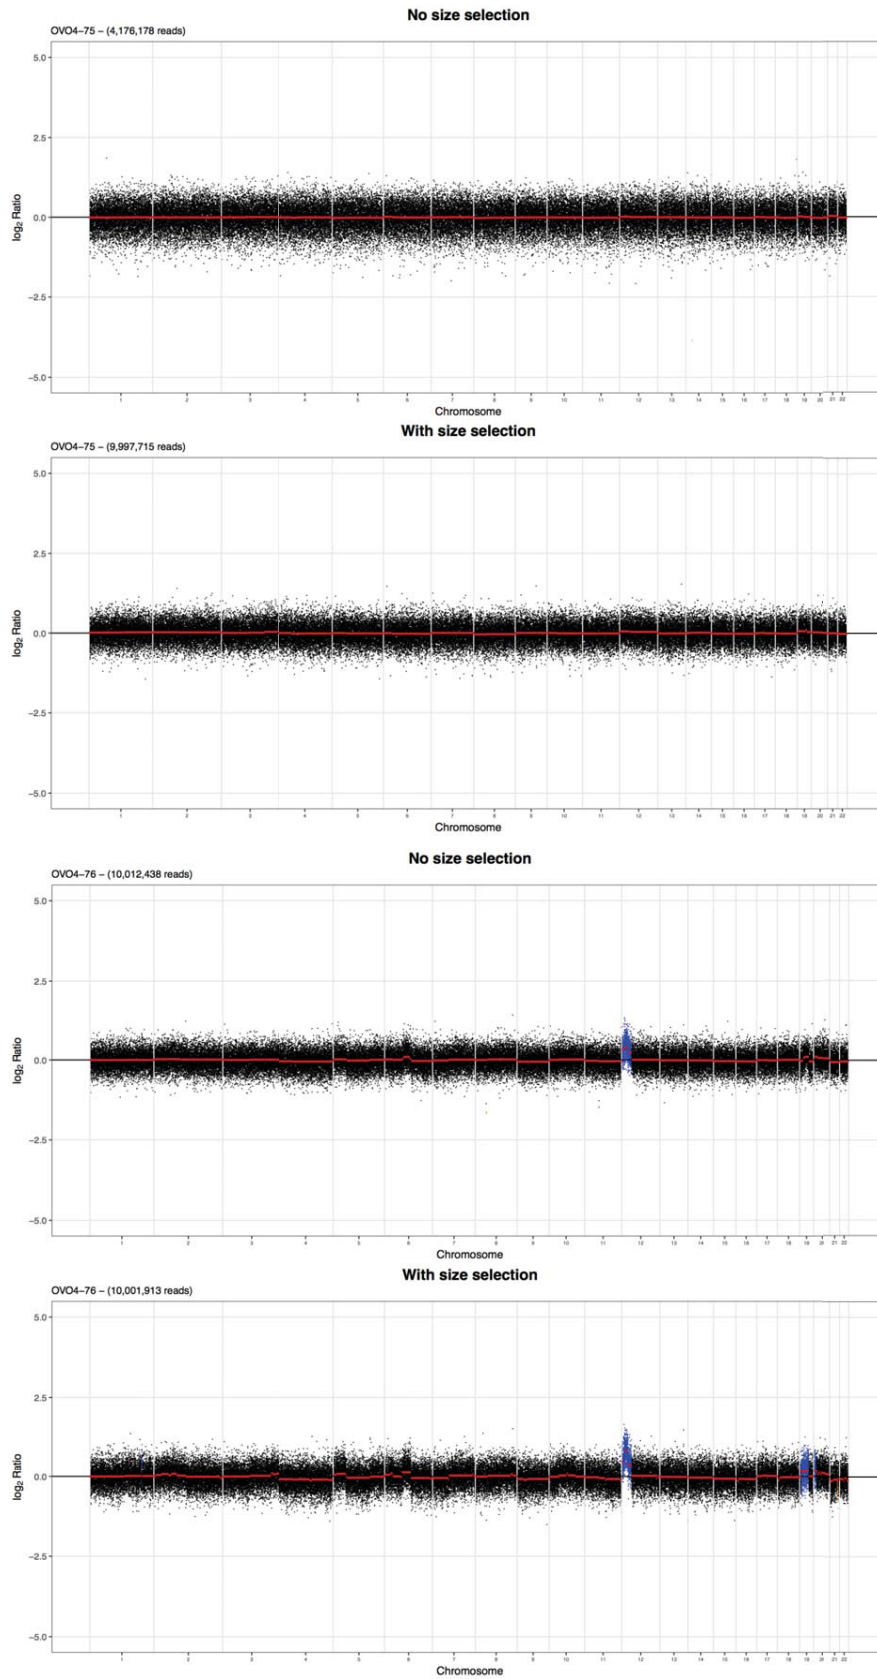 No size selection
OVO4–75 – (4,176,178 reads)
5.0
2.5
0.0
−2.5
−5.0
log2 Ratio
1 2 3 4 5 6 7 8 9 10 11 12 13 14 15 16 17 18 19 20 21 22
Chromosome
With size selection
OVO4–75 – (9,997,715 reads)
5.0
2.5
0.0
−2.5
−5.0
log2 Ratio
1 2 3 4 5 6 7 8 9 10 11 12 13 14 15 16 17 18 19 20 21 22
Chromosome
No size selection
OVO4–76 – (10,012,438 reads)
5.0
2.5
0.0
−2.5
−5.0
log2 Ratio
1 2 3 4 5 6 7 8 9 10 11 12 13 14 15 16 17 18 19 20 21 22
Chromosome
With size selection
OVO4–76 – (10,001,913 reads)
5.0
2.5
0.0
−2.5
−5.0
log2 Ratio
1 2 3 4 5 6 7 8 9 10 11 12 13 14 15 16 17 18 19 20 21 22
Chromosome